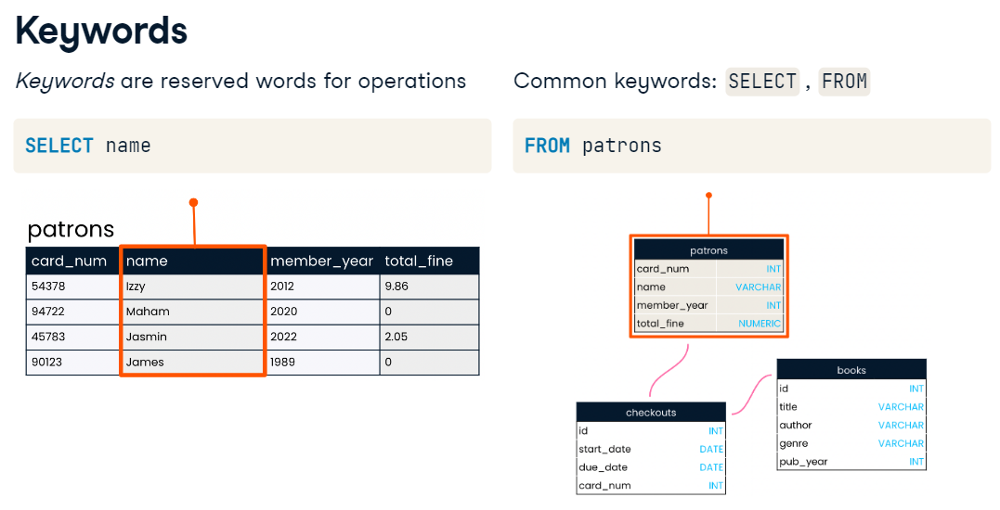 Keywords
Keywords are reserved words for operations
SELECT name
patrons
card_num name member_year total_fine
54378 Izzy 2012 9.86
94722 Maham 2020 0
45783 Jasmin 2022 2.05
90123 James 1989 0
Common keywords: SELECT , FROM
FROM patrons
patrons
card_num INT
name VARCHAR
member_year INT
total_fine NUMERIC
checkouts
id INT
start_date DATE
due_date DATE
card_num INT
books
id INT
title VARCHAR
author VARCHAR
genre VARCHAR
pub_year INT